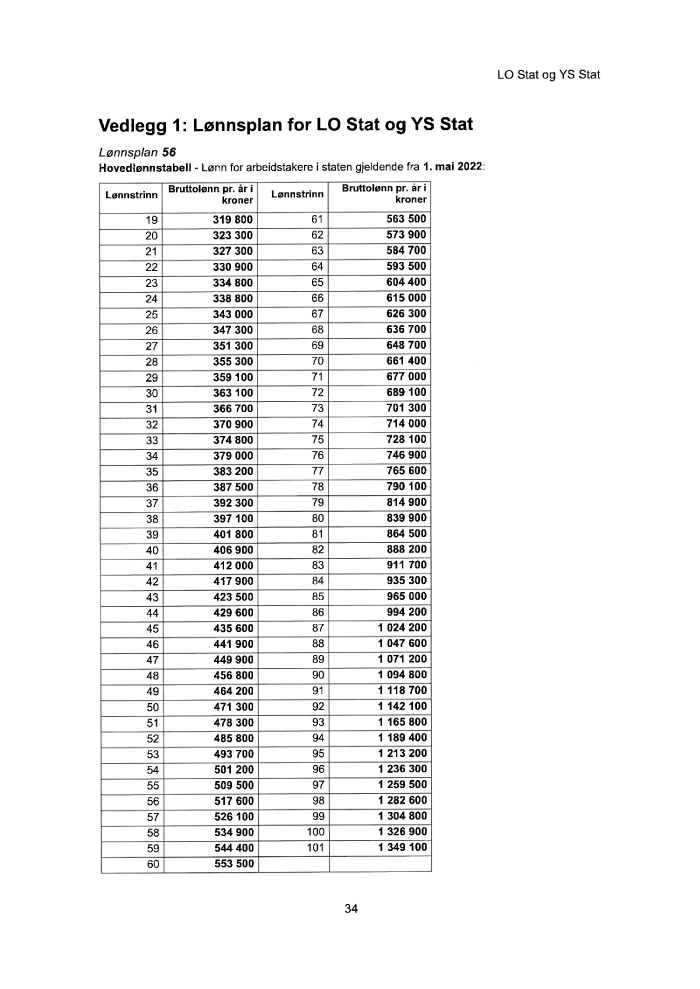 LO Stat og YS Stat
Vedlegg 1: Lønnsplan for LO Stat og YS Stat
Lønnsplan 56
Hovedlønnstabell - Lønn for arbeidstakere i staten gjeldende fra 1. mai 2022:
Lønnstrinn Bruttolønn pr. år i kroner Lønnstrinn Bruttolønn pr. år i kroner
19 319 800 61 563 500
20 323 300 62 573 900
21 327 300 63 584 700
22 330 900 64 593 500
23 334 800 65 604 400
24 338 800 66 615 000
25 343 000 67 626 300
26 347 300 68 636 700
27 351 300 69 648 700
28 355 300 70 661 400
29 359 100 71 677 000
30 363 100 72 689 100
31 366 700 73 701 300
32 370 900 74 714 000
33 374 800 75 728 100
34 379 000 76 746 900
35 383 200 77 765 600
36 387 500 78 790 100
37 392 300 79 814 900
38 397 100 80 839 900
39 401 800 81 864 500
40 406 900 82 888 200
41 412 000 83 911 700
42 417 900 84 935 300
43 423 500 85 965 000
44 429 600 86 994 200
45 435 600 87 1 024 200
46 441 900 88 1 047 600
47 449 900 89 1 071 200
48 456 800 90 1 094 800
49 464 200 91 1 118 700
50 471 300 92 1 142 100
51 478 300 93 1 165 800
52 485 800 94 1 189 400
53 493 700 95 1 213 200
54 501 200 96 1 236 300
55 509 500 97 1 259 500
56 517 600 98 1 282 600
57 526 100 99 1 304 800
58 534 900 100 1 326 900
59 544 400 101 1 349 100
60 553 500
34